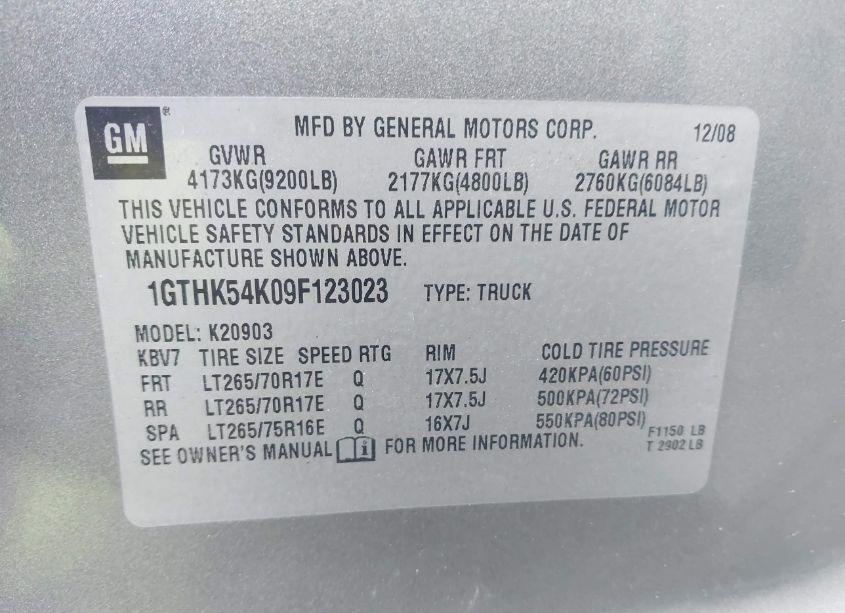 GM®
MFD BY GENERAL MOTORS CORP. 12/08
GVWR GAWR FRT GAWR RR
4173KG(9200LB) 2177KG(4800LB) 2760KG(6084LB)
THIS VEHICLE CONFORMS TO ALL APPLICABLE U.S. FEDERAL MOTOR
VEHICLE SAFETY STANDARDS IN EFFECT ON THE DATE OF
MANUFACTURE SHOWN ABOVE.
1GTHK54K09F123023 TYPE: TRUCK
MODEL: K20903
KBV7 TIRE SIZE SPEED RTG RIM COLD TIRE PRESSURE
FRT LT265/70R17E Q 17X7.5J 420KPA(60PSI)
RR LT265/70R17E Q 17X7.5J 500KPA(72PSI)
SPA LT265/75R16E Q 16X7J 550KPA(80PSI)
F1150 LB
T 2902 LB
SEE OWNER'S MANUAL i FOR MORE INFORMATION.